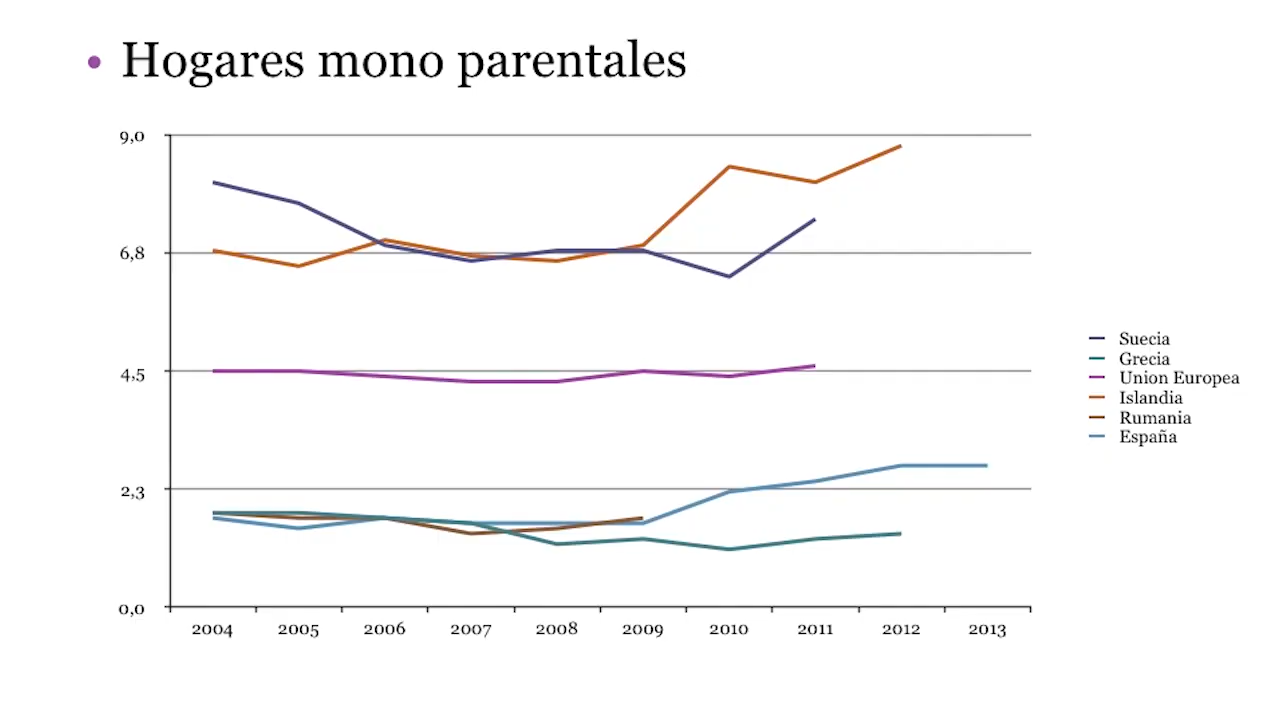 • Hogares mono parentales
9,0
6,8
4,5
2,3
0,0
2004 2005 2006 2007 2008 2009 2010 2011 2012 2013
Suecia
Grecia
Union Europea
Islandia
Rumania
España